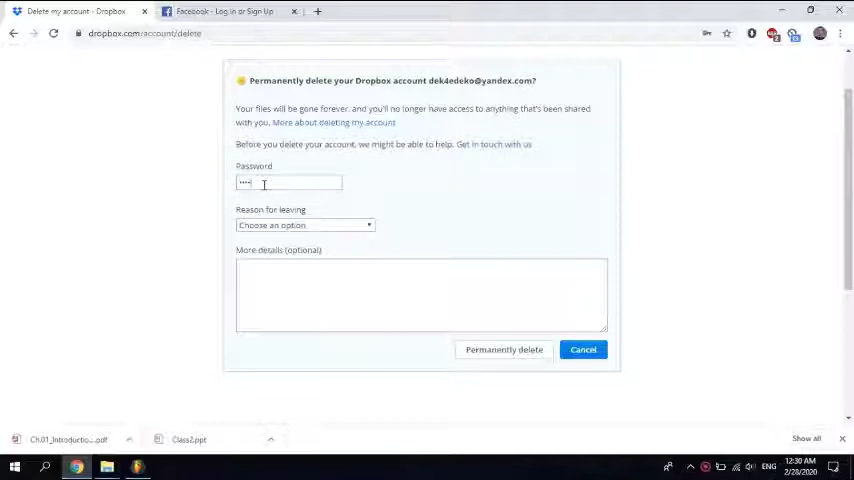 Delete my account - Dropbox
Facebook - Log In or Sign Up
dropbox.com/account/delete
Permanently delete your Dropbox account dek4edeko@yandex.com?
Your files will be gone forever, and you'll no longer have access to anything that's been shared
with you. More about deleting my account
Before you delete your account, we might be able to help. Get in touch with us
Password
••••
Reason for leaving
Choose an option
More details (optional)
Permanently delete
Cancel
Ch.01_Introductio....pdf
Class2.ppt
Show all
ENG
12:30 AM
2/28/2020